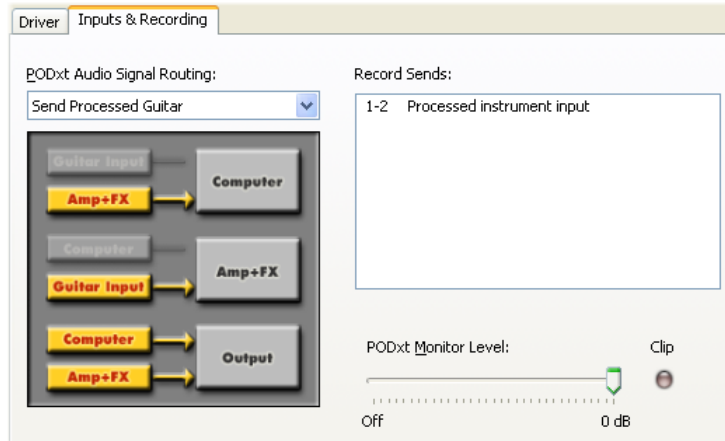 Driver
Inputs & Recording
PODxt Audio Signal Routing:
Send Processed Guitar
Guitar Input
Amp+FX
Computer
Computer
Guitar Input
Amp+FX
Computer
Amp+FX
Output
Record Sends:
1-2 Processed instrument input
PODxt Monitor Level:
Clip
Off
0 dB